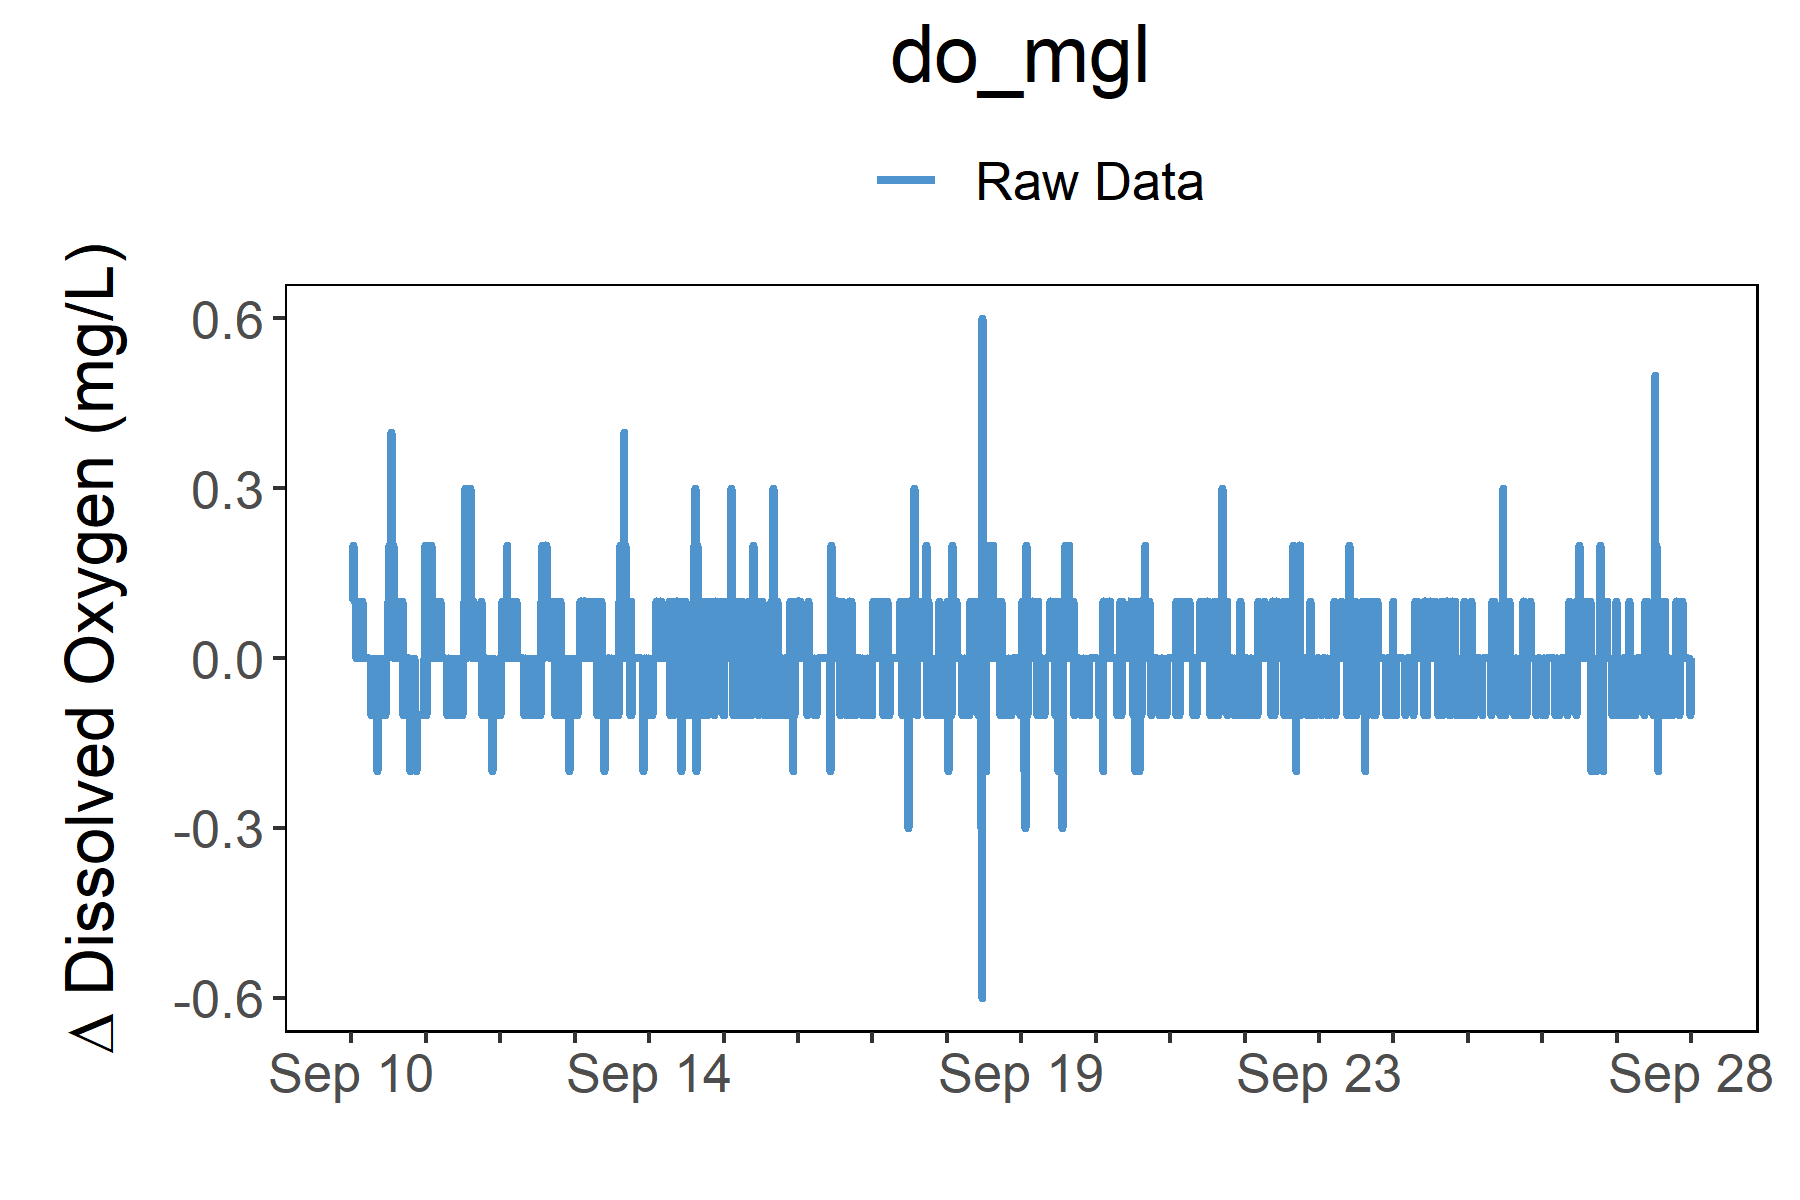 do_mgl
Raw Data
Δ Dissolved Oxygen (mg/L)
0.6
0.3
0.0
-0.3
-0.6
Sep 10 Sep 14 Sep 19 Sep 23 Sep 28